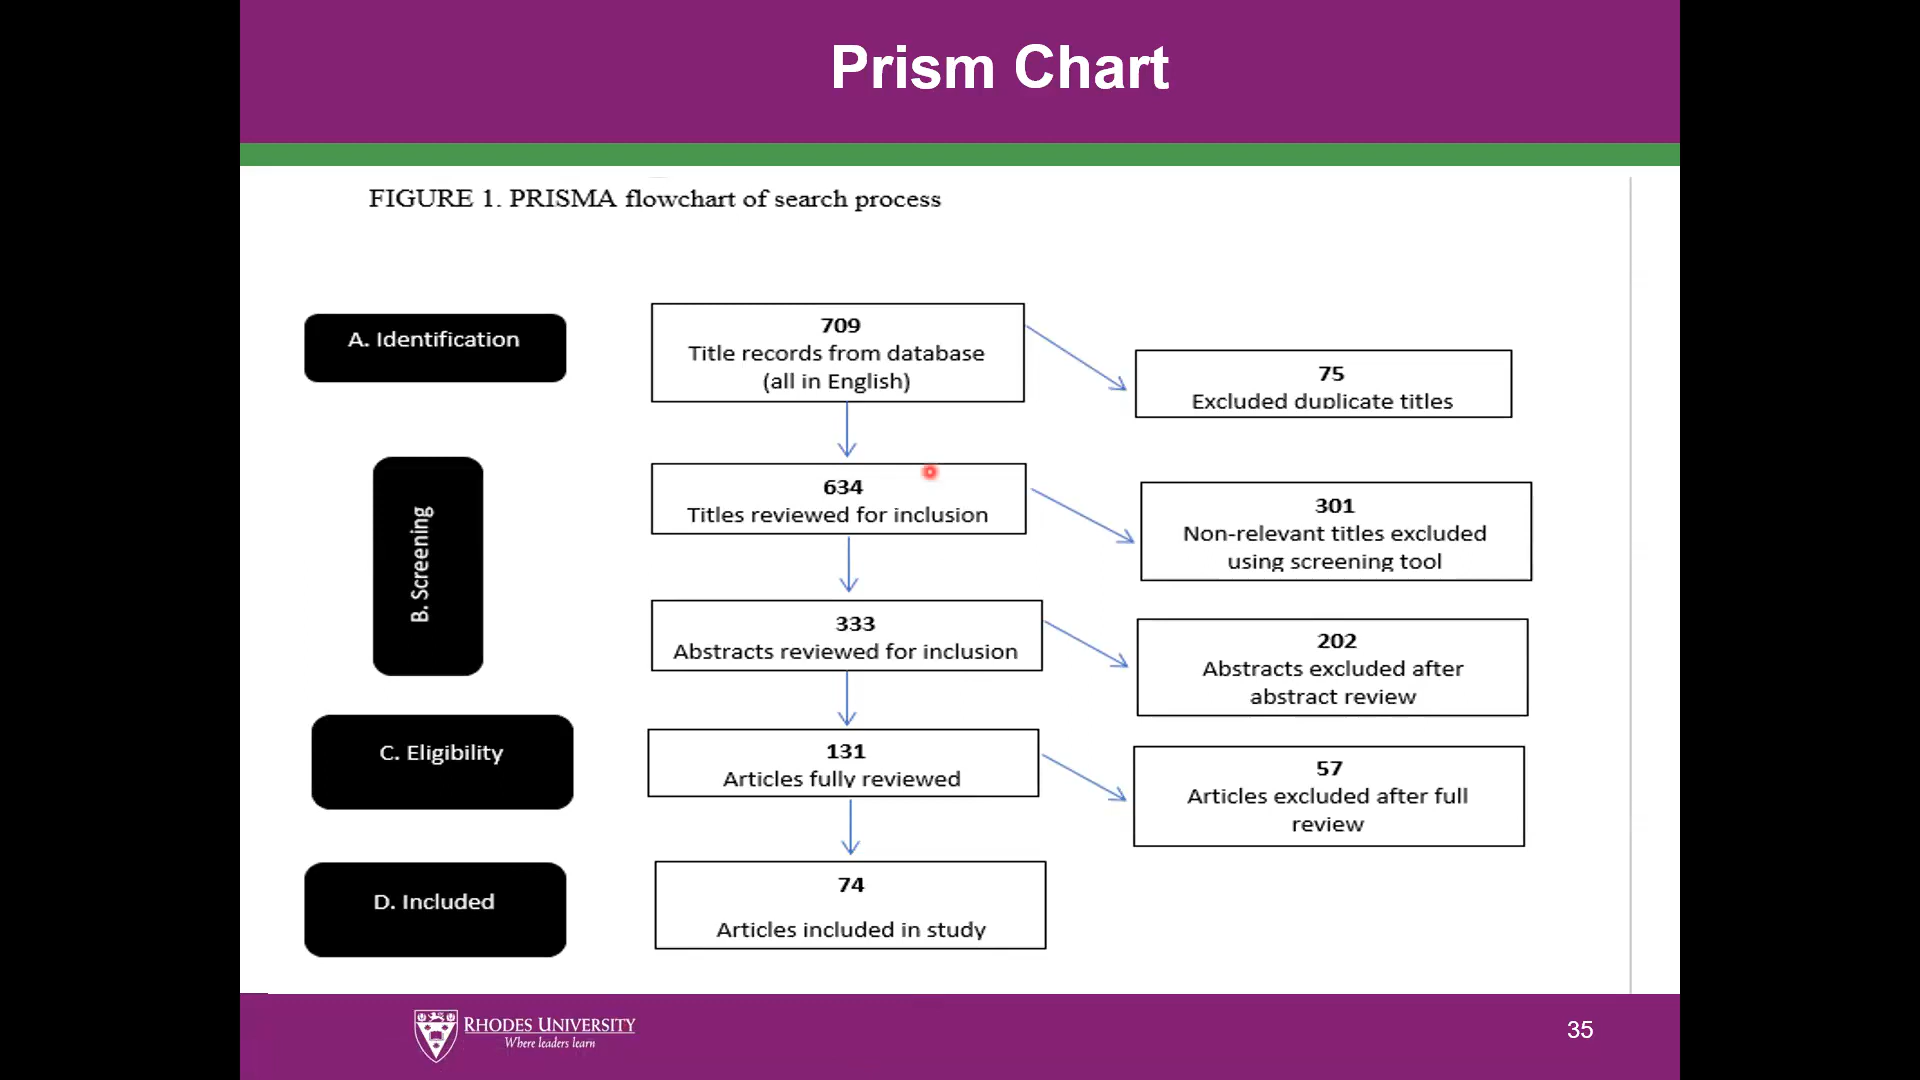 Prism Chart
FIGURE 1. PRISMA flowchart of search process
A. Identification
709
Title records from database
(all in English)
75
Excluded duplicate titles
B. Screening
634
Titles reviewed for inclusion
301
Non-relevant titles excluded
using screening tool
333
Abstracts reviewed for inclusion
202
Abstracts excluded after
abstract review
C. Eligibility
131
Articles fully reviewed
57
Articles excluded after full
review
D. Included
74
Articles included in study
RHODES UNIVERSITY
Where leaders learn
35